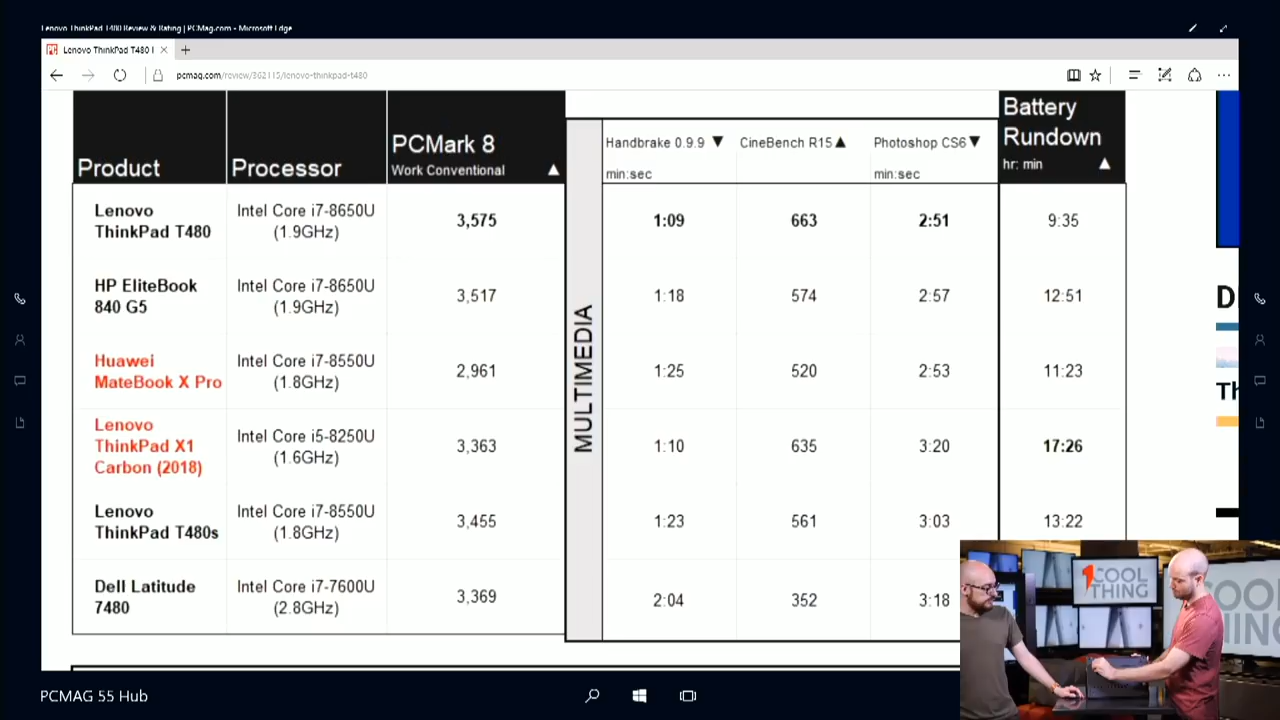 Lenovo ThinkPad T480 Review & Rating | PCMag.com - Microsoft Edge
PC Lenovo ThinkPad T480 I × +
pcmag.com/review/362115/lenovo-thinkpad-t480
Product
Processor
PCMark 8
Work Conventional ▲
MULTIMEDIA
Handbrake 0.9.9 ▼
min:sec
CineBench R15 ▲
Photoshop CS6 ▼
min:sec
Battery
Rundown
hr: min ▲
Lenovo
ThinkPad T480
Intel Core i7-8650U
(1.9GHz)
3,575
1:09
663
2:51
9:35
HP EliteBook
840 G5
Intel Core i7-8650U
(1.9GHz)
3,517
1:18
574
2:57
12:51
Huawei
MateBook X Pro
Intel Core i7-8550U
(1.8GHz)
2,961
1:25
520
2:53
11:23
Lenovo
ThinkPad X1
Carbon (2018)
Intel Core i5-8250U
(1.6GHz)
3,363
1:10
635
3:20
17:26
Lenovo
ThinkPad T480s
Intel Core i7-8550U
(1.8GHz)
3,455
1:23
561
3:03
13:22
Dell Latitude
7480
Intel Core i7-7600U
(2.8GHz)
3,369
2:04
352
3:18
D
Th
1 COOL
THING
COOL
HING
PCMAG 55 Hub